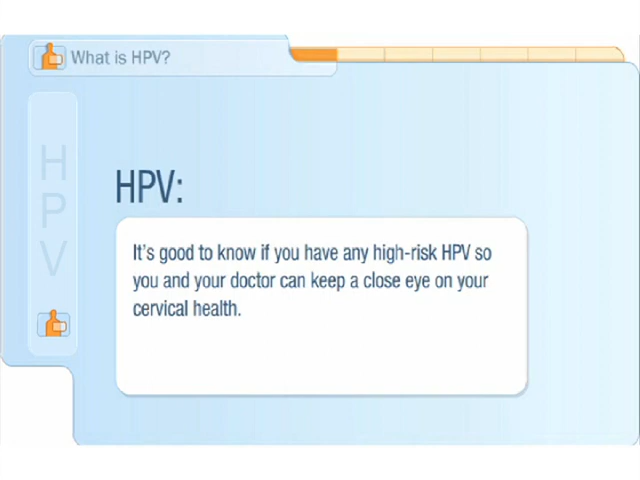 What is HPV?
H
P
V
HPV:
It's good to know if you have any high-risk HPV so
you and your doctor can keep a close eye on your
cervical health.